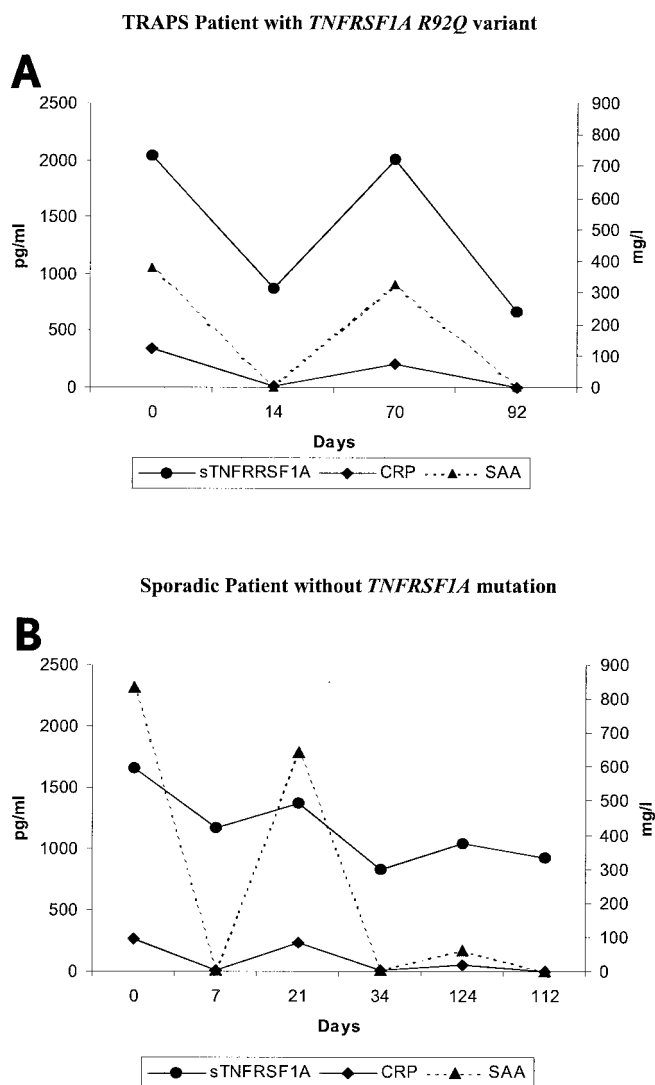 TRAPS Patient with TNFRSF1A R92Q variant
A
2500
2000
1500
1000
500
0
pg/ml
900
800
700
600
500
400
300
200
100
0
mg/l
0 14 70 92
Days
sTNFRRSF1A CRP SAA
Sporadic Patient without TNFRSF1A mutation
B
2500
2000
1500
1000
500
0
pg/ml
900
800
700
600
500
400
300
200
100
0
mg/l
0 7 21 34 124 112
Days
sTNFRSF1A CRP SAA